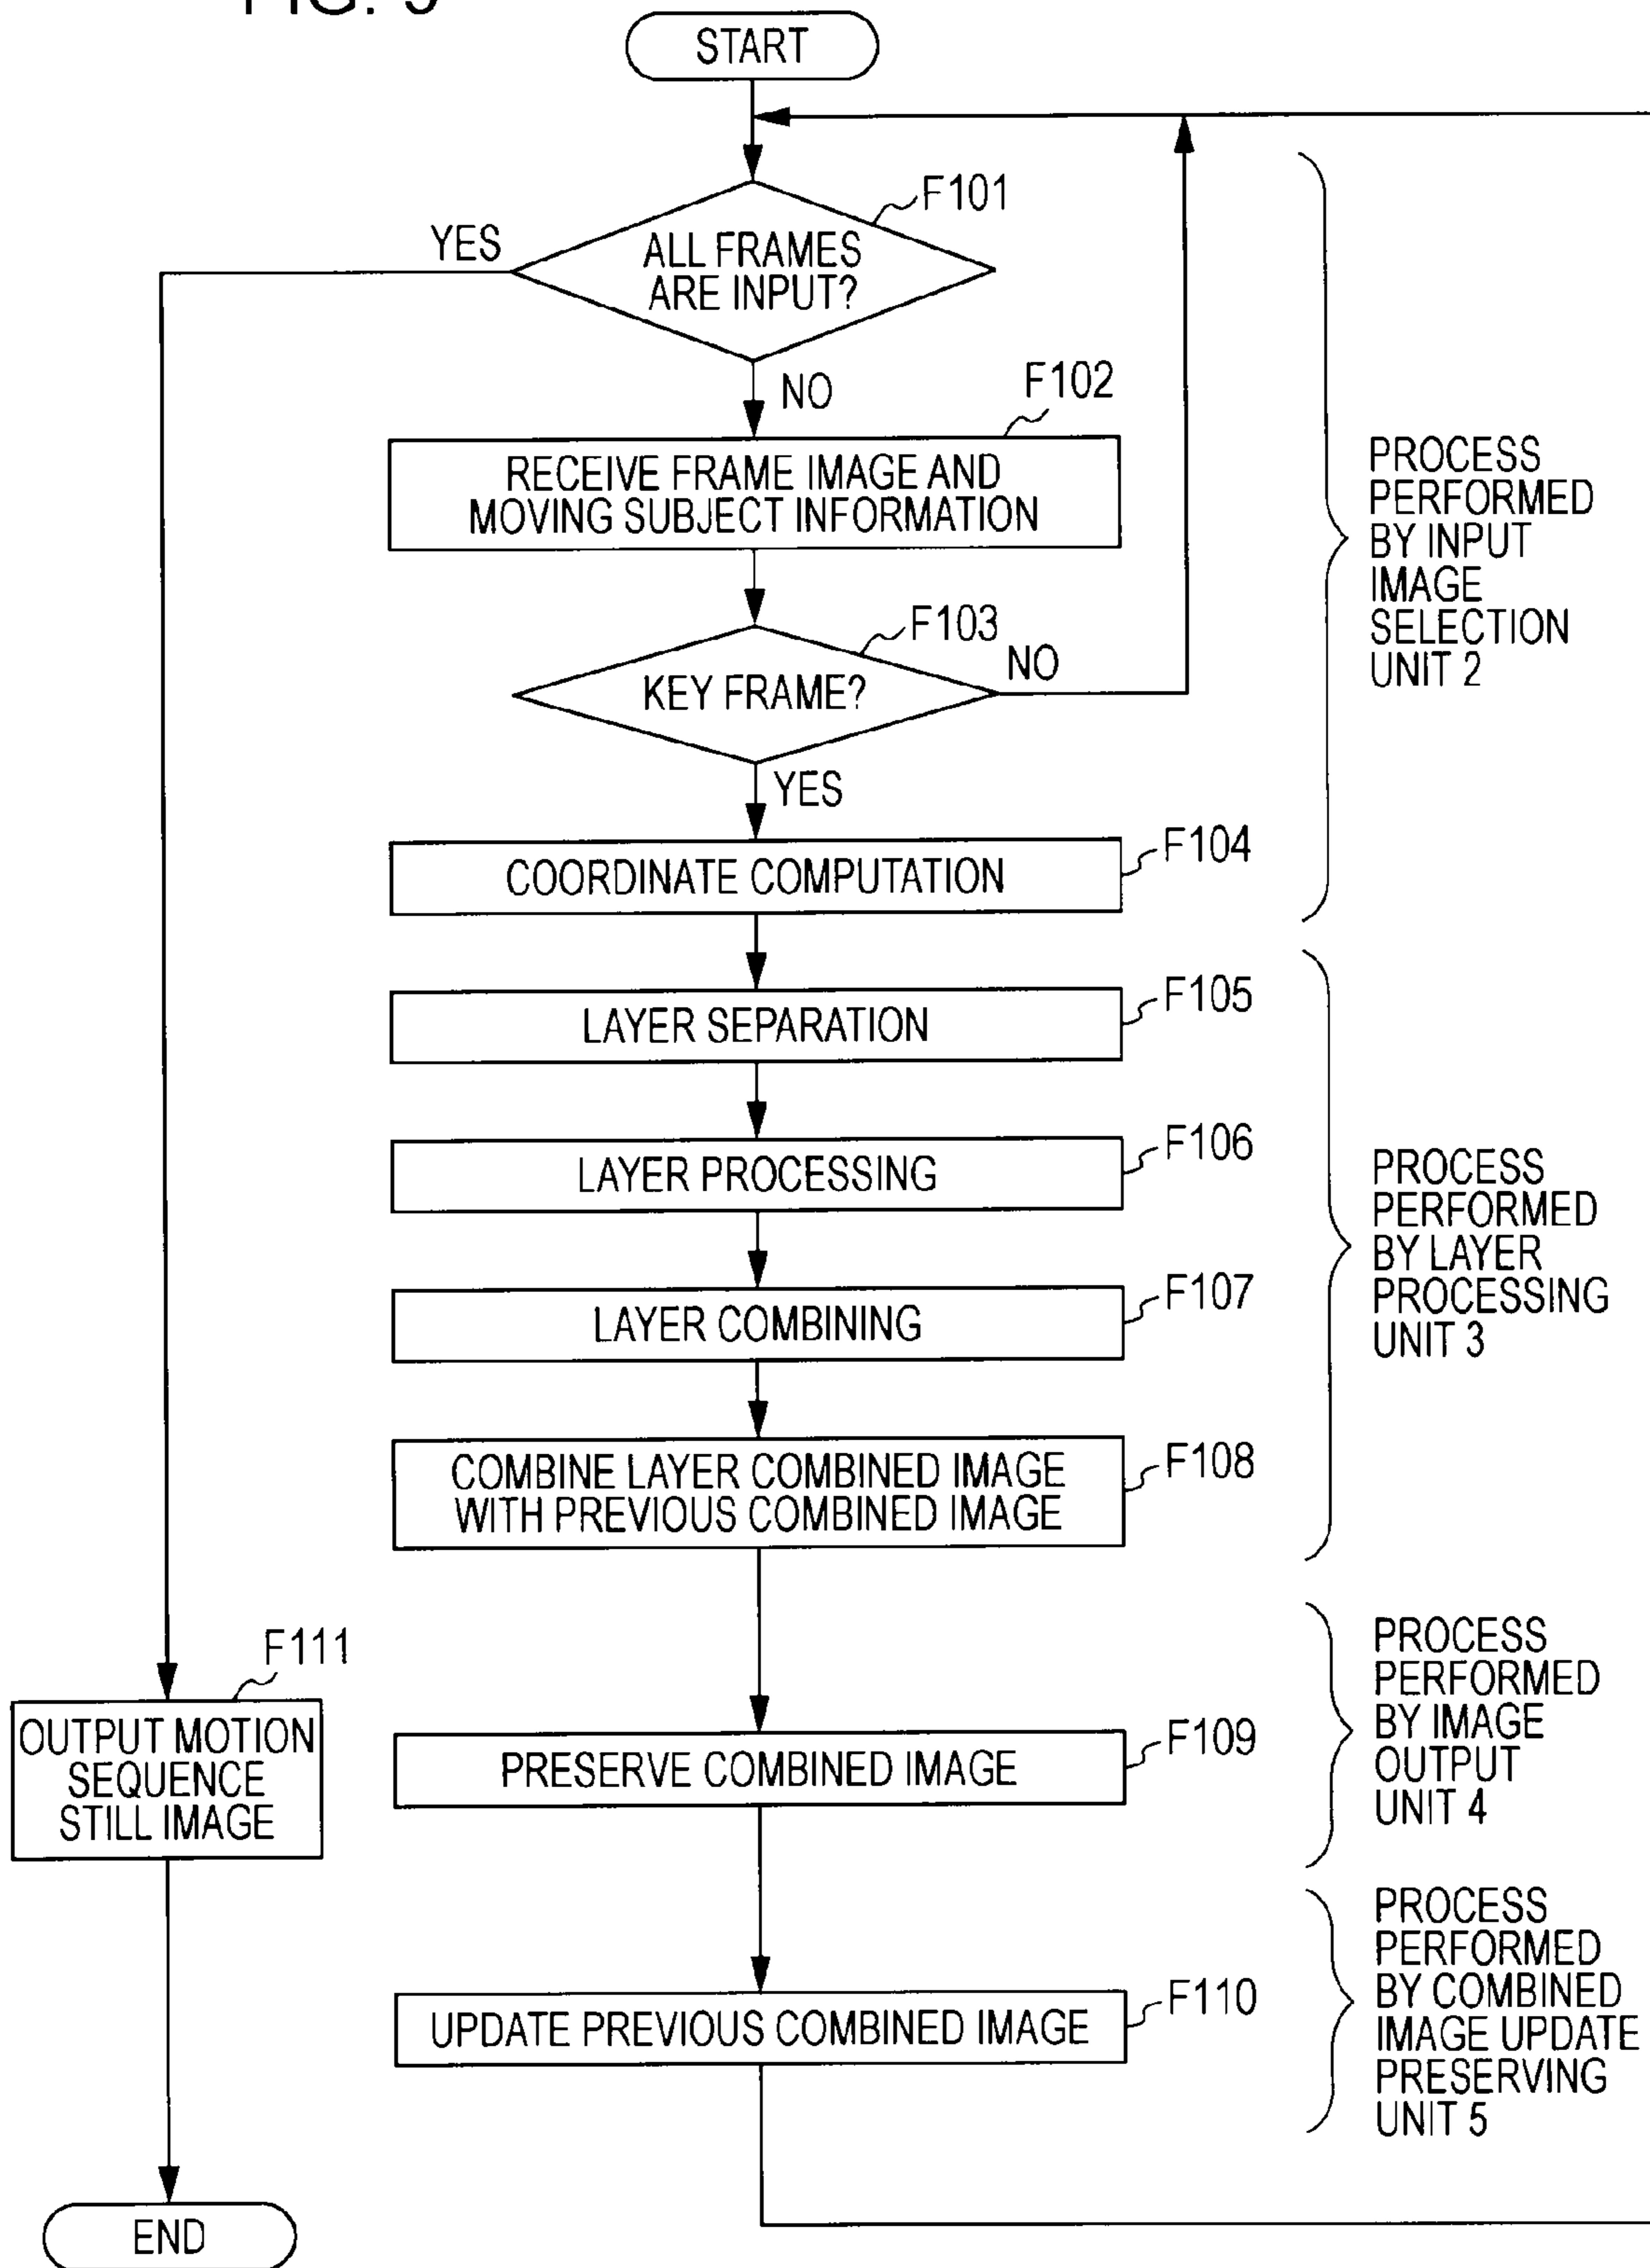 FIG.
START
F101
YES
ALL FRAMES
ARE INPUT?
NO
F102
RECEIVE FRAME IMAGE AND
MOVING SUBJECT INFORMATION
F103
KEY FRAME?
NO
YES
PROCESS
PERFORMED
BY INPUT
IMAGE
SELECTION
UNIT 2
COORDINATE COMPUTATION
F104
LAYER SEPARATION
F105
LAYER PROCESSING
F106
LAYER COMBINING
F107
COMBINE LAYER COMBINED IMAGE
WITH PREVIOUS COMBINED IMAGE
F108
PROCESS
PERFORMED
BY LAYER
PROCESSING
UNIT 3
PRESERVE COMBINED IMAGE
F109
PROCESS
PERFORMED
BY IMAGE
OUTPUT
UNIT 4
F111
OUTPUT MOTION
SEQUENCE
STILL IMAGE
UPDATE PREVIOUS COMBINED IMAGE
F110
PROCESS
PERFORMED
BY COMBINED
IMAGE UPDATE
PRESERVING
UNIT 5
END